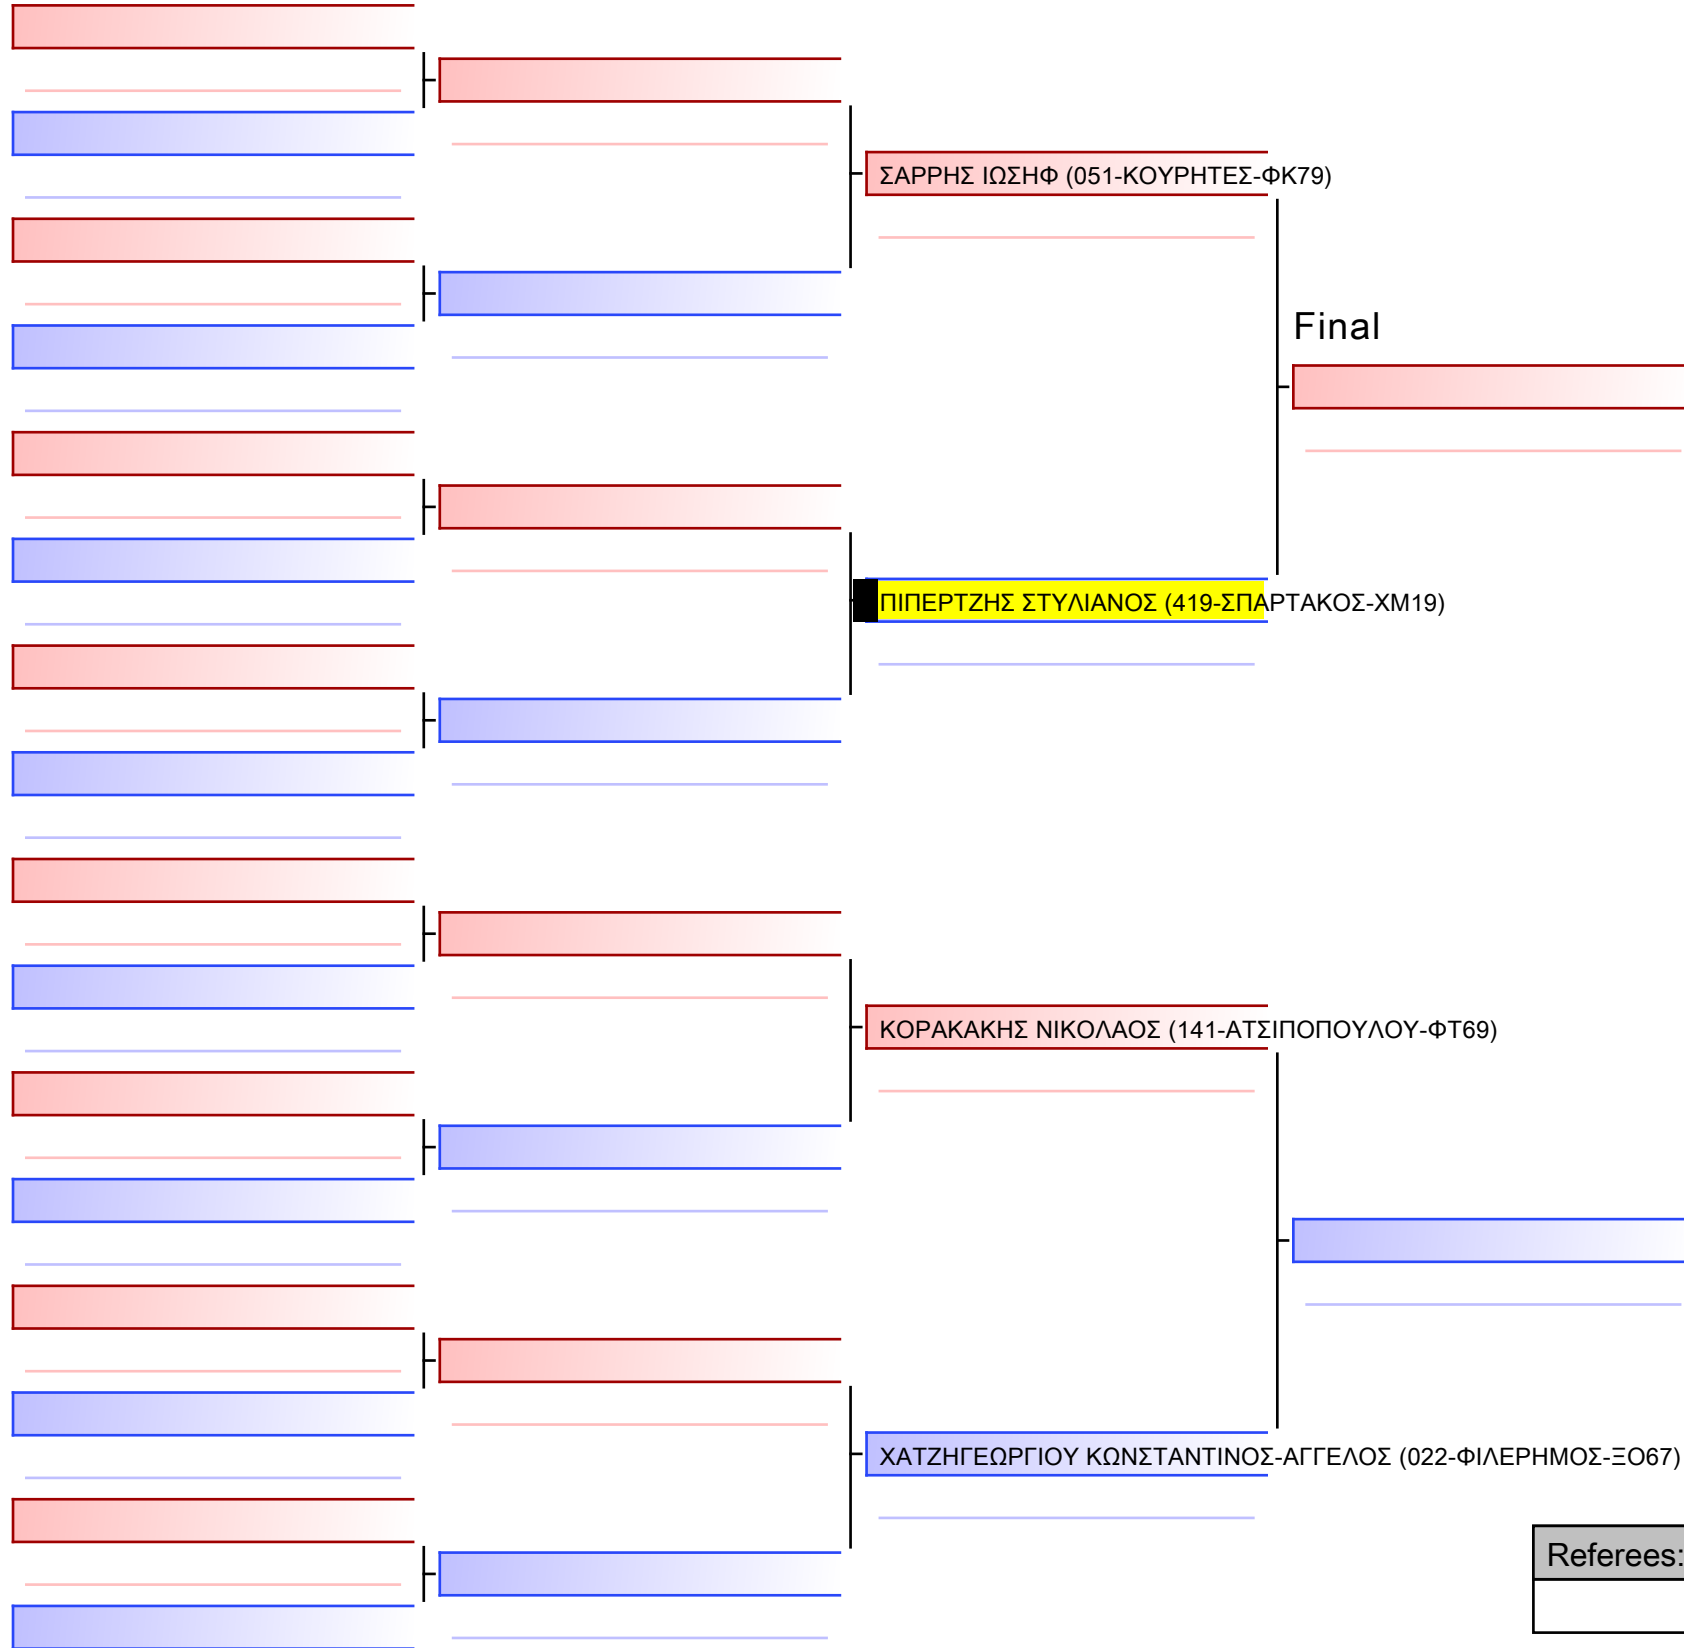 ΣΑΡΡΗΣ ΙΩΣΗΦ (051-ΚΟΥΡΗΤΕΣ-ΦΚ79)
Final
ΠΙΠΕΡΤΖΗΣ ΣΤΥΛΙΑΝΟΣ (419-ΣΠΑΡΤΑΚΟΣ-ΧΜ19)
ΚΟΡΑΚΑΚΗΣ ΝΙΚΟΛΑΟΣ (141-ΑΤΣΙΠΟΠΟΥΛΟΥ-ΦΤ69)
ΧΑΤΖΗΓΕΩΡΓΙΟΥ ΚΩΝΣΤΑΝΤΙΝΟΣ-ΑΓΓΕΛΟΣ (022-ΦΙΛΕΡΗΜΟΣ-ΞΟ67)
Referees: